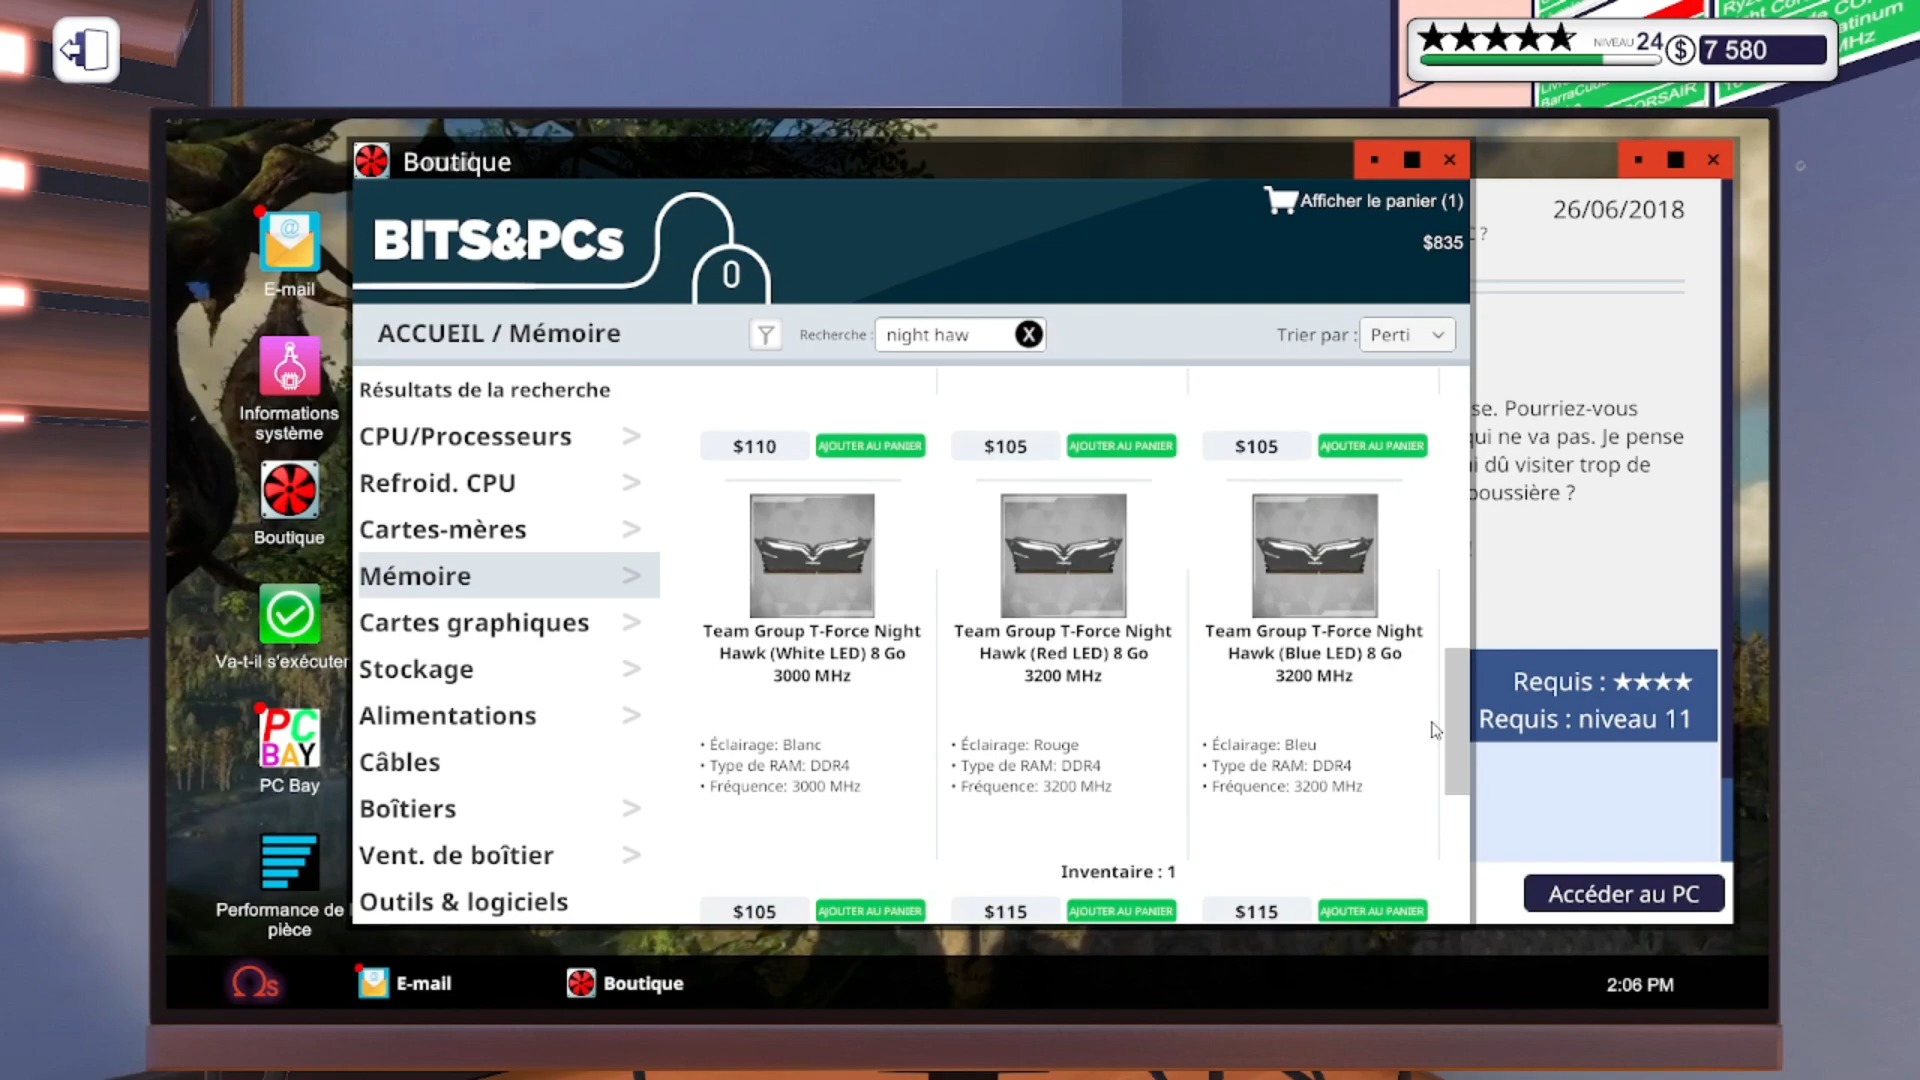 NIVEAU 24 $ 7 580
BarraCuda
CORSAIR
MHz
Boutique
BITS&PCs
Afficher le panier (1)
$835
26/06/2018
?
ACCUEIL / Mémoire
Recherche :
night haw
X
Trier par :
Perti
Résultats de la recherche
CPU/Processeurs >
Refroid. CPU >
Cartes-mères >
Mémoire >
Cartes graphiques >
Stockage >
Alimentations >
Câbles
Boîtiers >
Vent. de boîtier >
Outils & logiciels
$110 AJOUTER AU PANIER
$105 AJOUTER AU PANIER
$105 AJOUTER AU PANIER
Team Group T-Force Night
Hawk (White LED) 8 Go
3000 MHz
• Éclairage: Blanc
• Type de RAM: DDR4
• Fréquence: 3000 MHz
$105 AJOUTER AU PANIER
Team Group T-Force Night
Hawk (Red LED) 8 Go
3200 MHz
• Éclairage: Rouge
• Type de RAM: DDR4
• Fréquence: 3200 MHz
Inventaire : 1
$115 AJOUTER AU PANIER
Team Group T-Force Night
Hawk (Blue LED) 8 Go
3200 MHz
• Éclairage: Bleu
• Type de RAM: DDR4
• Fréquence: 3200 MHz
$115 AJOUTER AU PANIER
se. Pourriez-vous
qui ne va pas. Je pense
i dû visiter trop de
poussière ?
Requis : ★★★★
Requis : niveau 11
Accéder au PC
E-mail
Informations
système
Boutique
Va-t-il s'exécuter
PC
BAY
PC Bay
Performance de
pièce
Ωs
E-mail
Boutique
2:06 PM